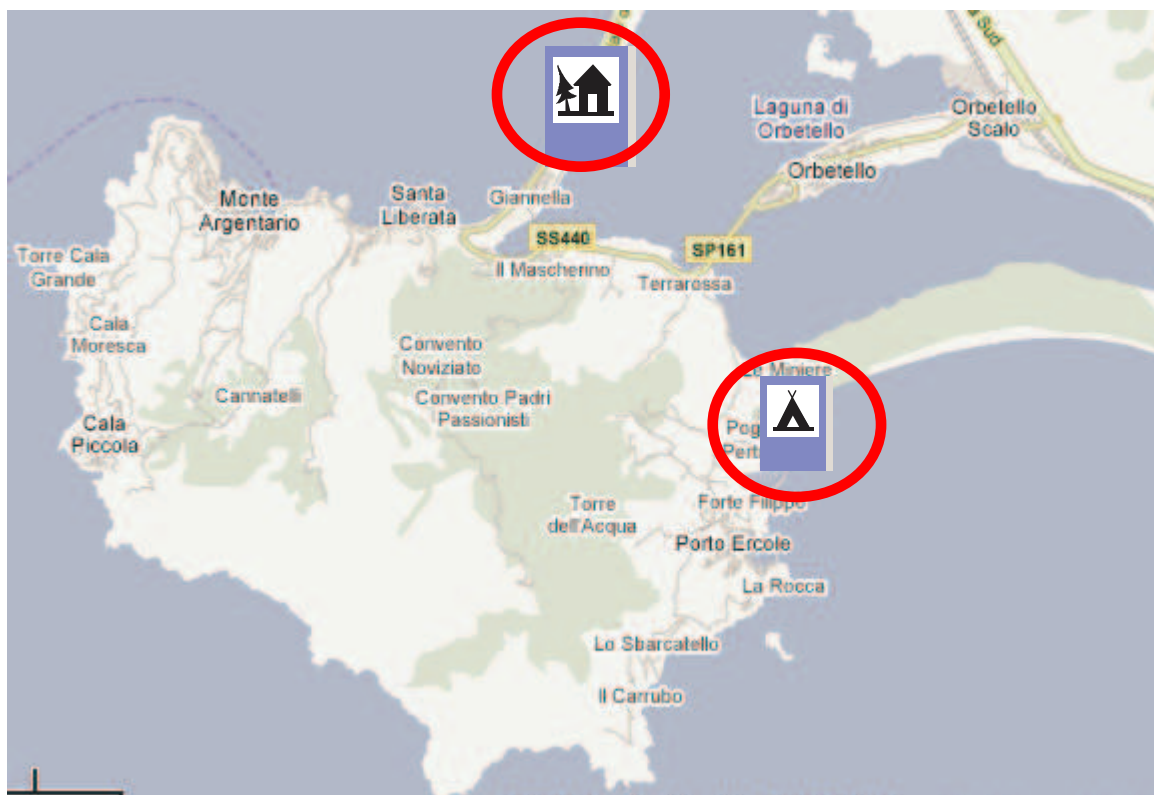 Sud
Laguna di
Orbetello
Orbetello
Scalo
Orbetello
Monte
Argentario
Santa
Liberata
Giannella
SS440
SP161
Il Mascherino
Terrarossa
Torre Cala
Grande
Cala
Moresca
Convento
Noviziato
Le Miniere
Cannatelli
Convento Padri
Passionisti
Cala
Piccola
Torre
dell'Acqua
Forte Filippo
Porto Ercole
La Rocca
Lo Sbarcatello
Il Carrubo